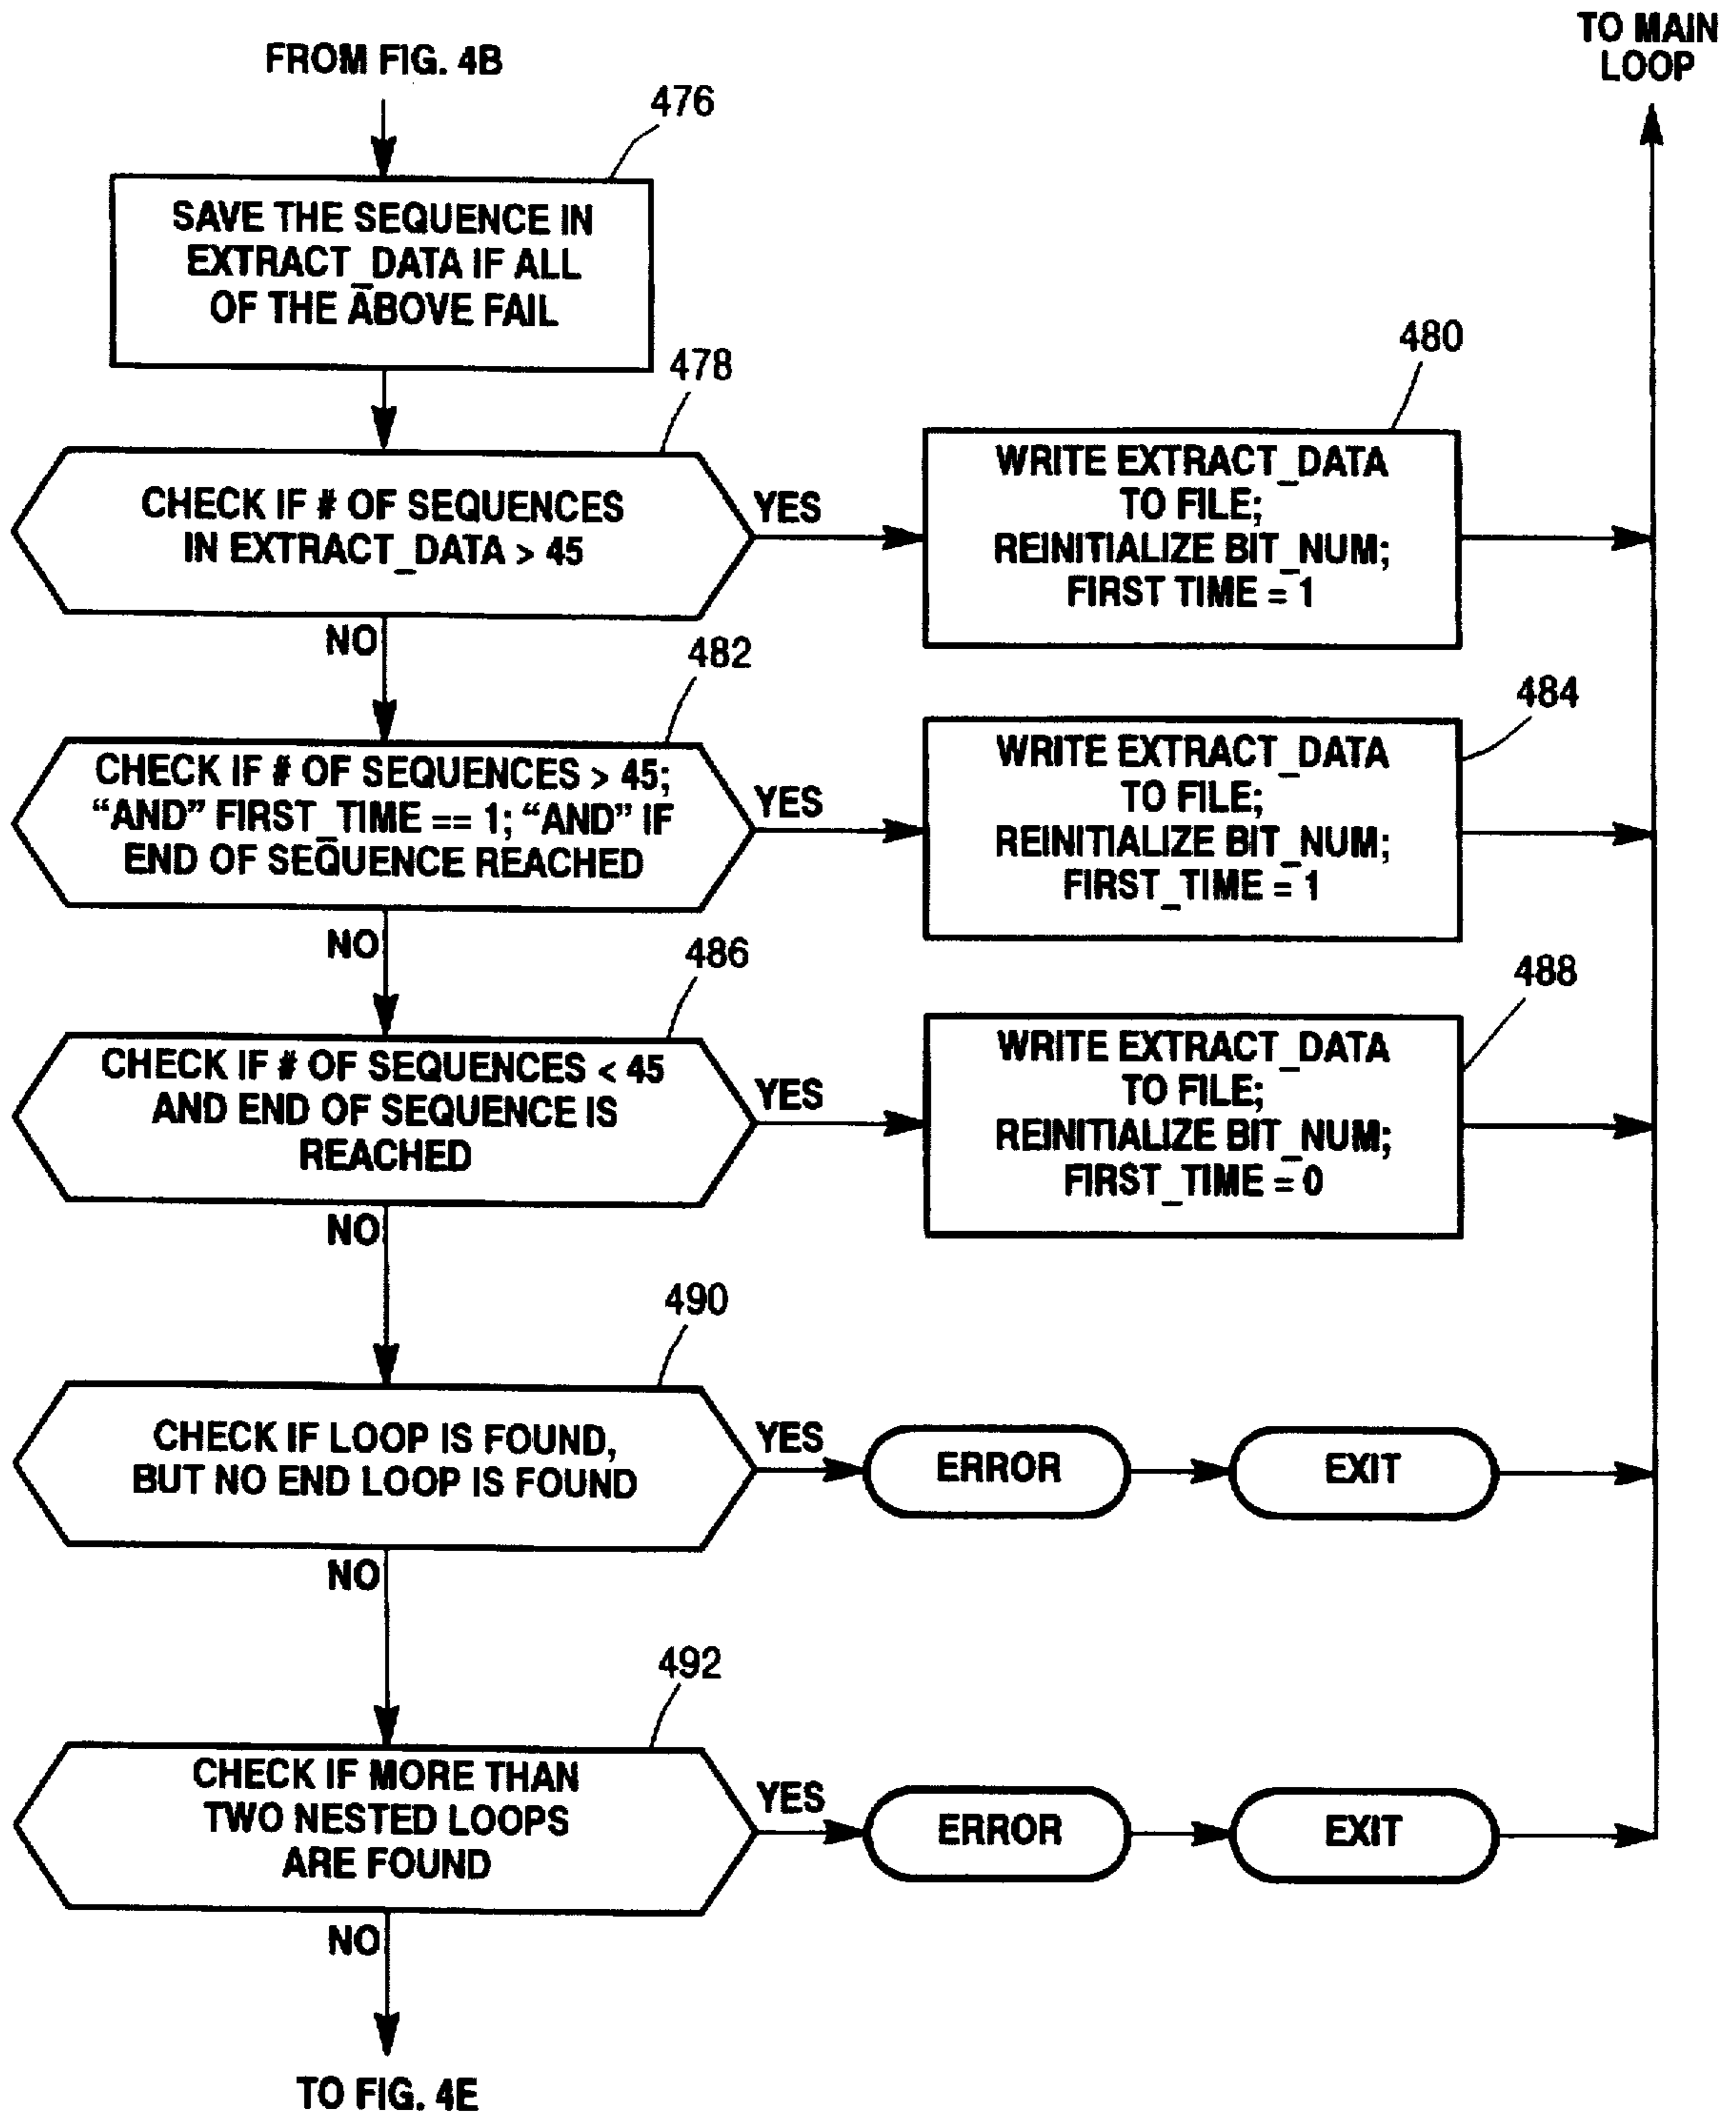 TO MAIN
LOOP
FROM FIG. 4B
476
SAVE THE SEQUENCE IN
EXTRACT_DATA IF ALL
OF THE ABOVE FAIL
478
CHECK IF # OF SEQUENCES
IN EXTRACT_DATA > 45
YES
NO
480
WRITE EXTRACT_DATA
TO FILE;
REINITIALIZE BIT_NUM;
FIRST TIME = 1
482
CHECK IF # OF SEQUENCES > 45;
“AND” FIRST_TIME == 1; “AND” IF
END OF SEQUENCE REACHED
YES
NO
484
WRITE EXTRACT_DATA
TO FILE;
REINITIALIZE BIT_NUM;
FIRST_TIME = 1
486
CHECK IF # OF SEQUENCES < 45
AND END OF SEQUENCE IS
REACHED
YES
NO
488
WRITE EXTRACT_DATA
TO FILE;
REINITIALIZE BIT_NUM;
FIRST_TIME = 0
490
CHECK IF LOOP IS FOUND,
BUT NO END LOOP IS FOUND
YES
NO
ERROR
EXIT
492
CHECK IF MORE THAN
TWO NESTED LOOPS
ARE FOUND
YES
NO
ERROR
EXIT
TO FIG. 4E